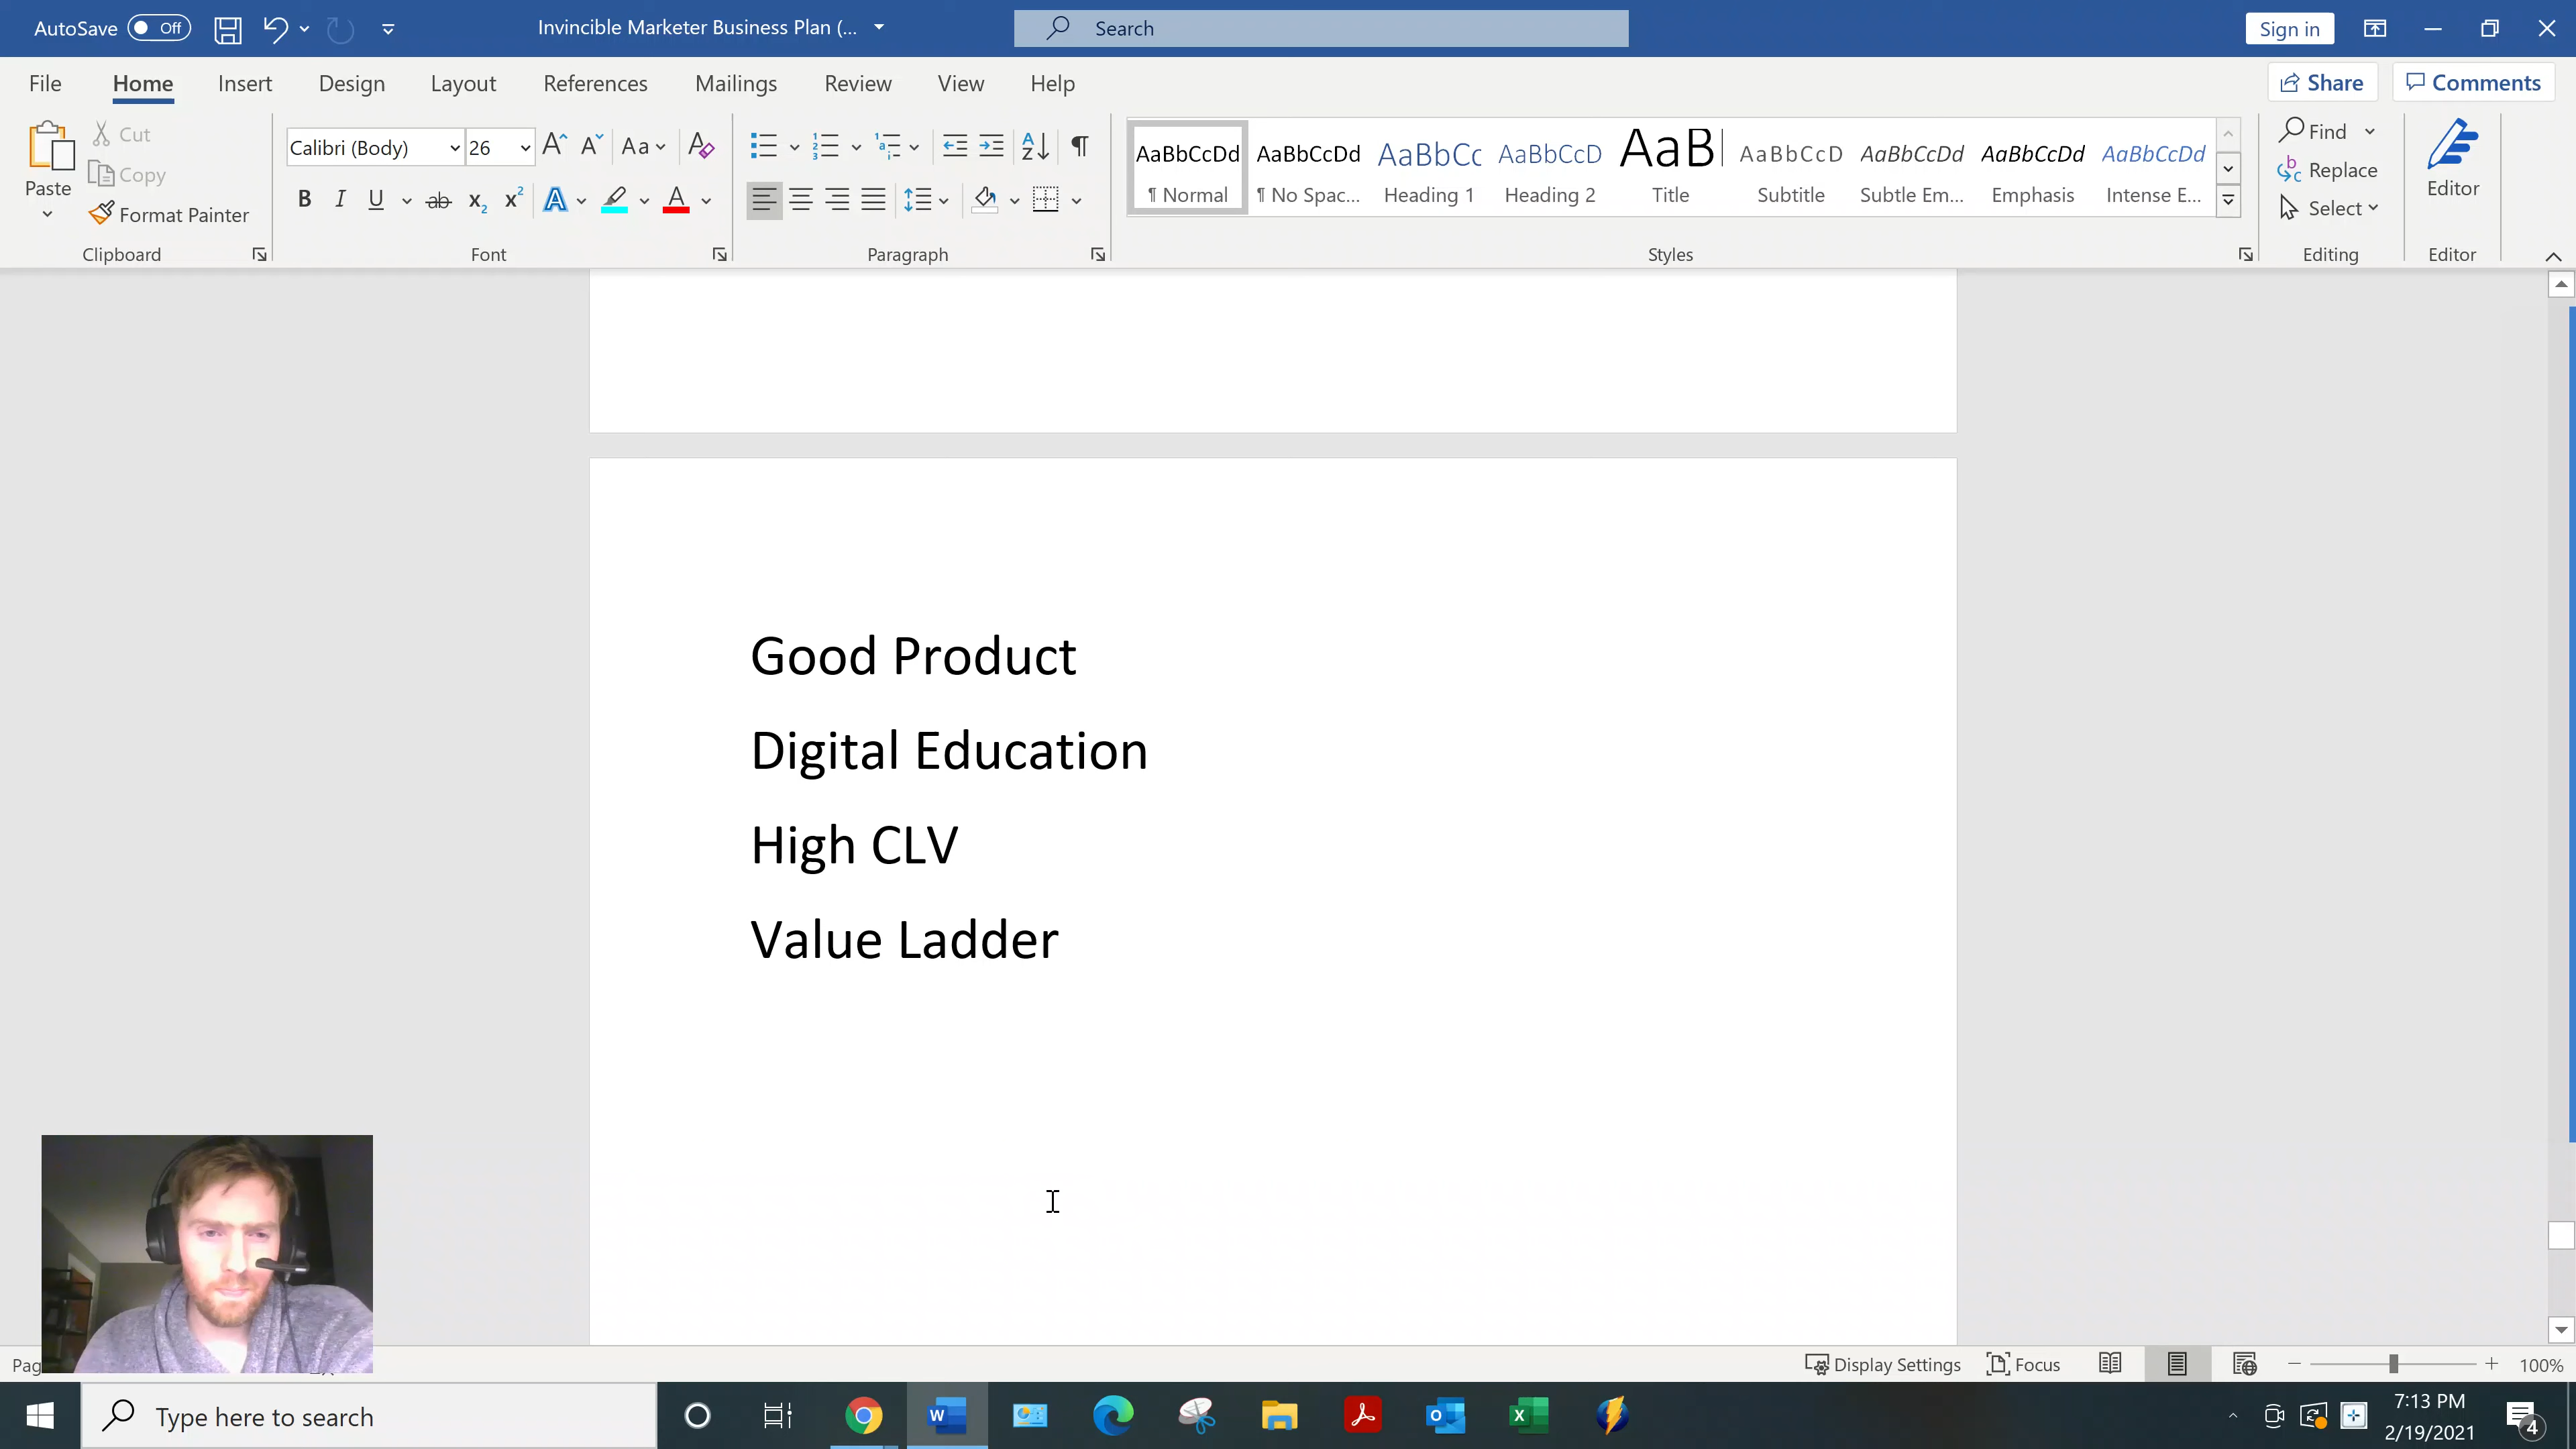 AutoSave Off Invincible Marketer Business Plan (... Search Sign in
File Home Insert Design Layout References Mailings Review View Help Share Comments
Paste Cut Copy Format Painter Clipboard
Calibri (Body) 26 Font
Paragraph
AaBbCcDd AaBbCcDd AaBbCc AaBbCcD AaB AaBbCcD AaBbCcDd AaBbCcDd AaBbCcDd
¶ Normal ¶ No Spac... Heading 1 Heading 2 Title Subtitle Subtle Em... Emphasis Intense E...
Styles
Find Replace Select Editing
Editor Editor
Good Product
Digital Education
High CLV
Value Ladder
Display Settings Focus 100%
Type here to search
7:13 PM
2/19/2021
4